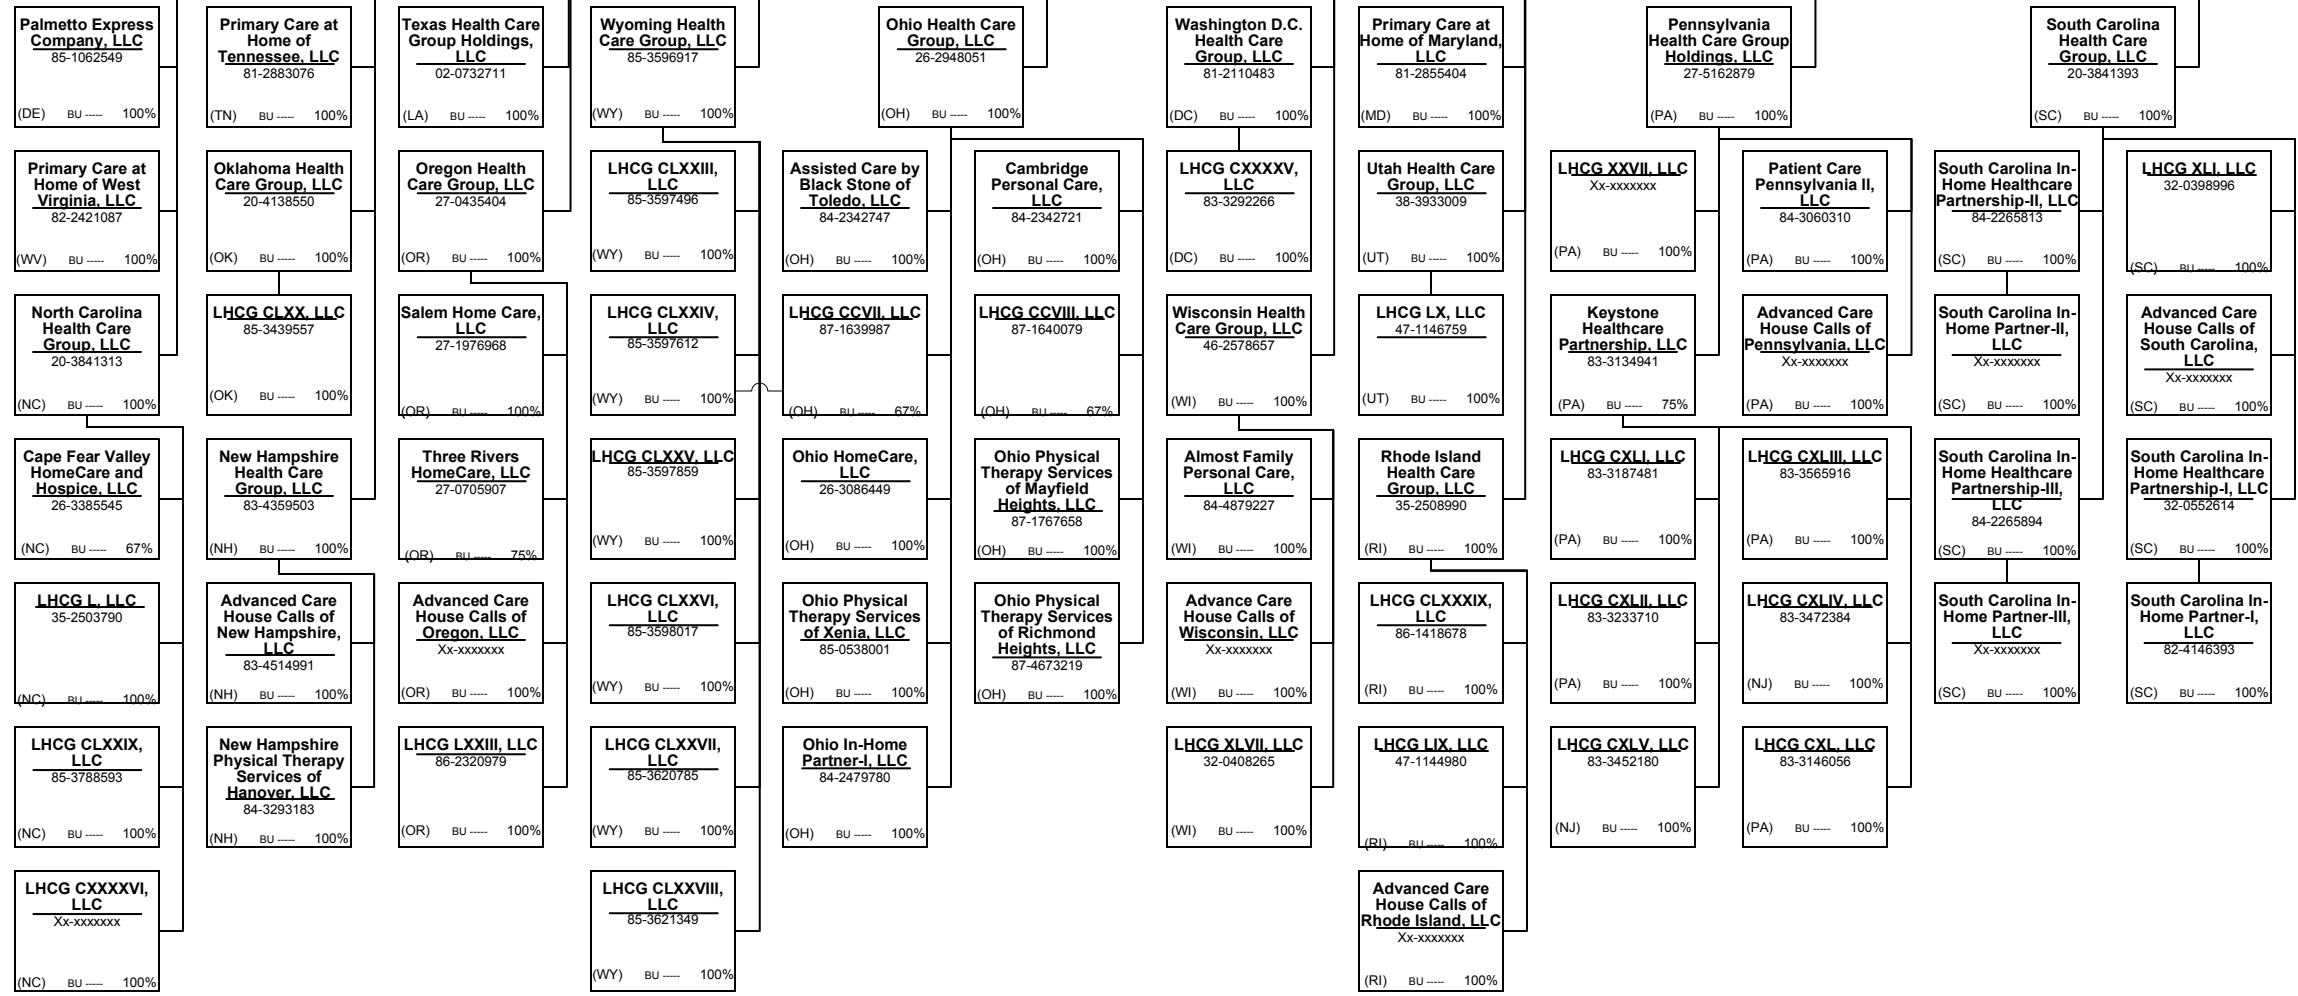 Palmetto Express
Company, LLC
85-1062549
(DE) BU ----- 100%
Primary Care at
Home of
Tennessee, LLC
81-2883076
(TN) BU ----- 100%
Texas Health Care
Group Holdings,
LLC
02-0732711
(LA) BU ----- 100%
Wyoming Health
Care Group, LLC
85-3596917
(WY) BU ----- 100%
Ohio Health Care
Group, LLC
26-2948051
(OH) BU ----- 100%
Washington D.C.
Health Care
Group, LLC
81-2110483
(DC) BU ----- 100%
Primary Care at
Home of Maryland,
LLC
81-2855404
(MD) BU ----- 100%
Pennsylvania
Health Care Group
Holdings, LLC
27-5162879
(PA) BU ----- 100%
South Carolina
Health Care
Group, LLC
20-3841393
(SC) BU ----- 100%
Primary Care at
Home of West
Virginia, LLC
82-2421087
(WV) BU ----- 100%
Oklahoma Health
Care Group, LLC
20-4138550
(OK) BU ----- 100%
Oregon Health
Care Group, LLC
27-0435404
(OR) BU ----- 100%
LHCG CLXXIII,
LLC
85-3597496
(WY) BU ----- 100%
Assisted Care by
Black Stone of
Toledo, LLC
84-2342747
(OH) BU ----- 100%
Cambridge
Personal Care,
LLC
84-2342721
(OH) BU ----- 100%
LHCG CXXXXV,
LLC
83-3292266
(DC) BU ----- 100%
Utah Health Care
Group, LLC
38-3933009
(UT) BU ----- 100%
LHCG XXVII, LLC
Xx-xxxxxxx
(PA) BU ----- 100%
Patient Care
Pennsylvania II,
LLC
84-3060310
(PA) BU ----- 100%
South Carolina In-
Home Healthcare
Partnership-II, LLC
84-2265813
(SC) BU ----- 100%
LHCG XLI, LLC
32-0398996
(SC) BU ----- 100%
North Carolina
Health Care
Group, LLC
20-3841313
(NC) BU ----- 100%
LHCG CLXX, LLC
85-3439557
(OK) BU ----- 100%
Salem Home Care,
LLC
27-1976968
(OR) BU ----- 100%
LHCG CLXXIV,
LLC
85-3597612
(WY) BU ----- 100%
LHCG CCVII, LLC
87-1639987
(OH) BU ----- 67%
LHCG CCVIII, LLC
87-1640079
(OH) BU ----- 67%
Wisconsin Health
Care Group, LLC
46-2578657
(WI) BU ----- 100%
LHCG LX, LLC
47-1146759
(UT) BU ----- 100%
Keystone
Healthcare
Partnership, LLC
83-3134941
(PA) BU ----- 75%
Advanced Care
House Calls of
Pennsylvania, LLC
Xx-xxxxxxx
(PA) BU ----- 100%
South Carolina In-
Home Partner-II,
LLC
Xx-xxxxxxx
(SC) BU ----- 100%
Advanced Care
House Calls of
South Carolina,
LLC
Xx-xxxxxxx
(SC) BU ----- 100%
Cape Fear Valley
HomeCare and
Hospice, LLC
26-3385545
(NC) BU ----- 67%
New Hampshire
Health Care
Group, LLC
83-4359503
(NH) BU ----- 100%
Three Rivers
HomeCare, LLC
27-0705907
(OR) BU ----- 75%
LHCG CLXXV, LLC
85-3597859
(WY) BU ----- 100%
Ohio HomeCare,
LLC
26-3086449
(OH) BU ----- 100%
Ohio Physical
Therapy Services
of Mayfield
Heights, LLC
87-1767658
(OH) BU ----- 100%
Almost Family
Personal Care,
LLC
84-4879227
(WI) BU ----- 100%
Rhode Island
Health Care
Group, LLC
35-2508990
(RI) BU ----- 100%
LHCG CXLI, LLC
83-3187481
(PA) BU ----- 100%
LHCG CXLIII, LLC
83-3565916
(PA) BU ----- 100%
South Carolina In-
Home Healthcare
Partnership-III,
LLC
84-2265894
(SC) BU ----- 100%
South Carolina In-
Home Healthcare
Partnership-I, LLC
32-0552614
(SC) BU ----- 100%
LHCG L, LLC
35-2503790
(NC) BU ----- 100%
Advanced Care
House Calls of
New Hampshire,
LLC
83-4514991
(NH) BU ----- 100%
Advanced Care
House Calls of
Oregon, LLC
Xx-xxxxxxx
(OR) BU ----- 100%
LHCG CLXXVI,
LLC
85-3598017
(WY) BU ----- 100%
Ohio Physical
Therapy Services
of Xenia, LLC
85-0538001
(OH) BU ----- 100%
Ohio Physical
Therapy Services
of Richmond
Heights, LLC
87-4673219
(OH) BU ----- 100%
Advance Care
House Calls of
Wisconsin, LLC
Xx-xxxxxxx
(WI) BU ----- 100%
LHCG CLXXXIX,
LLC
86-1418678
(RI) BU ----- 100%
LHCG CXLII, LLC
83-3233710
(PA) BU ----- 100%
LHCG CXLIV, LLC
83-3472384
(NJ) BU ----- 100%
South Carolina In-
Home Partner-III,
LLC
Xx-xxxxxxx
(SC) BU ----- 100%
South Carolina In-
Home Partner-I,
LLC
82-4146393
(SC) BU ----- 100%
LHCG CLXXIX,
LLC
85-3788593
(NC) BU ----- 100%
New Hampshire
Physical Therapy
Services of
Hanover, LLC
84-3293183
(NH) BU ----- 100%
LHCG LXXIII, LLC
86-2320979
(OR) BU ----- 100%
LHCG CLXXVII,
LLC
85-3620785
(WY) BU ----- 100%
Ohio In-Home
Partner-I, LLC
84-2479780
(OH) BU ----- 100%
LHCG XLVII, LLC
32-0408265
(WI) BU ----- 100%
LHCG LIX, LLC
47-1144980
(RI) BU ----- 100%
LHCG CXLV, LLC
83-3452180
(NJ) BU ----- 100%
LHCG CXL, LLC
83-3146056
(PA) BU ----- 100%
LHCG CXXXXVI,
LLC
Xx-xxxxxxx
(NC) BU ----- 100%
LHCG CLXXVIII,
LLC
85-3621349
(WY) BU ----- 100%
Advanced Care
House Calls of
Rhode Island, LLC
Xx-xxxxxxx
(RI) BU ----- 100%